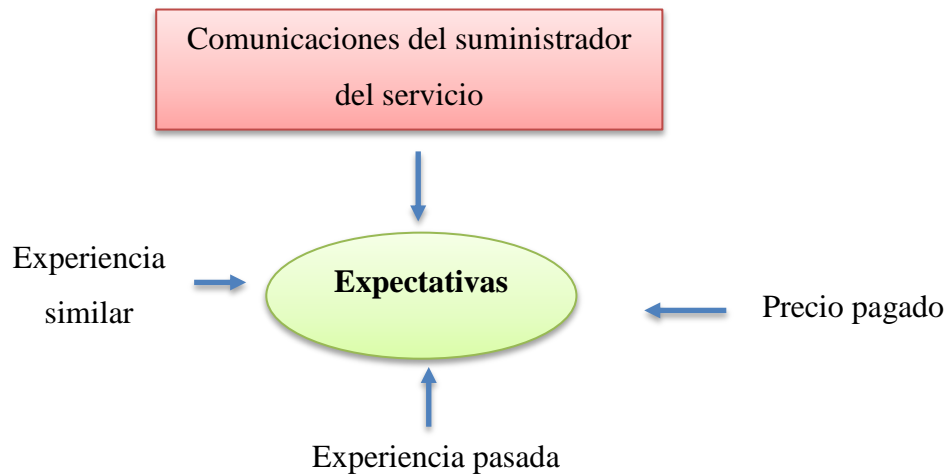 Comunicaciones del suministrador
del servicio
Experiencia
similar
Expectativas
Precio pagado
Experiencia pasada